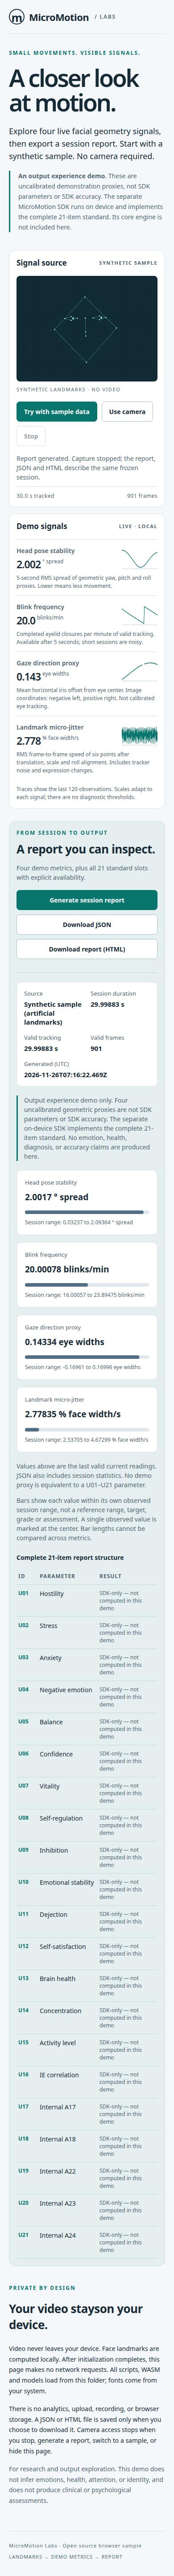 m MicroMotion / LABS
SMALL MOVEMENTS. VISIBLE SIGNALS.
A closer look
at motion.
Explore four live facial geometry signals,
then export a session report. Start with a
synthetic sample. No camera required.
An output experience demo. These are
uncalibrated demonstration proxies, not SDK
parameters or SDK accuracy. The separate
MicroMotion SDK runs on device and implements
the complete 21-item standard. Its core engine is
not included here.
Signal source SYNTHETIC SAMPLE
SYNTHETIC LANDMARKS · NO VIDEO
Try with sample data Use camera
Stop
Report generated. Capture stopped; the report,
JSON and HTML describe the same frozen
session.
30.0 s tracked 901 frames
Demo signals LIVE · LOCAL
Head pose stability
2.002 ° spread
5-second RMS spread of geometric yaw, pitch and roll
proxies. Lower means less movement.
Blink frequency
20.0 blinks/min
Completed eyelid closures per minute of valid tracking.
Available after 5 seconds; short sessions are noisy.
Gaze direction proxy
0.143 eye widths
Mean horizontal iris offset from eye center. Image
coordinates: negative left, positive right. Not calibrated
eye tracking.
Landmark micro-jitter
2.778 % face width/s
RMS frame-to-frame speed of six points after
translation, scale and roll alignment. Includes tracker
noise and expression changes.
Traces show the last 120 observations. Scales adapt to
each signal; there are no diagnostic thresholds.
FROM SESSION TO OUTPUT
A report you can inspect.
Four demo metrics, plus all 21 standard slots
with explicit availability.
Generate session report
Download JSON
Download report (HTML)
Source Session duration
Synthetic sample 29.99883 s
(artificial
landmarks)
Valid tracking Valid frames
29.99883 s 901
Generated (UTC)
2026-11-26T07:16:22.469Z
Output experience demo only. Four
uncalibrated geometric proxies are not SDK
parameters or SDK accuracy. The separate
on-device SDK implements the complete 21-
item standard. No emotion, health,
diagnosis, or accuracy claims are produced
here.
Head pose stability
2.0017 ° spread
Session range: 0.03237 to 2.09364 ° spread
Blink frequency
20.00078 blinks/min
Session range: 16.00057 to 23.89475 blinks/min
Gaze direction proxy
0.14334 eye widths
Session range: -0.16961 to 0.16996 eye widths
Landmark micro-jitter
2.77835 % face width/s
Session range: 2.53705 to 4.67299 % face width/s
Values above are the last valid current readings.
JSON also includes session statistics. No demo
proxy is equivalent to a U01–U21 parameter.
Bars show each value within its own observed
session range, not a reference range, target,
grade or assessment. A single observed value is
marked at the center. Bar lengths cannot be
compared across metrics.
Complete 21-item report structure
ID PARAMETER RESULT
U01 Hostility SDK-only — not
computed in this
demo
U02 Stress SDK-only — not
computed in this
demo
U03 Anxiety SDK-only — not
computed in this
demo
U04 Negative emotion SDK-only — not
computed in this
demo
U05 Balance SDK-only — not
computed in this
demo
U06 Confidence SDK-only — not
computed in this
demo
U07 Vitality SDK-only — not
computed in this
demo
U08 Self-regulation SDK-only — not
computed in this
demo
U09 Inhibition SDK-only — not
computed in this
demo
U10 Emotional stability SDK-only — not
computed in this
demo
U11 Dejection SDK-only — not
computed in this
demo
U12 Self-satisfaction SDK-only — not
computed in this
demo
U13 Brain health SDK-only — not
computed in this
demo
U14 Concentration SDK-only — not
computed in this
demo
U15 Activity level SDK-only — not
computed in this
demo
U16 IE correlation SDK-only — not
computed in this
demo
U17 Internal A17 SDK-only — not
computed in this
demo
U18 Internal A18 SDK-only — not
computed in this
demo
U19 Internal A22 SDK-only — not
computed in this
demo
U20 Internal A23 SDK-only — not
computed in this
demo
U21 Internal A24 SDK-only — not
computed in this
demo
PRIVATE BY DESIGN
Your video stayson your
device.
Video never leaves your device. Face landmarks are
computed locally. After initialization completes, this
page makes no network requests. All scripts, WASM
and models load from this folder; fonts come from
your system.
There is no analytics, upload, recording, or browser
storage. A JSON or HTML file is saved only when you
choose to download it. Camera access stops when
you stop, generate a report, switch to a sample, or
hide this page.
For research and output exploration. This demo does
not infer emotions, health, attention, or identity, and
does not produce clinical or psychological
assessments.
MicroMotion Labs · Open source browser sample
LANDMARKS → DEMO METRICS → REPORT